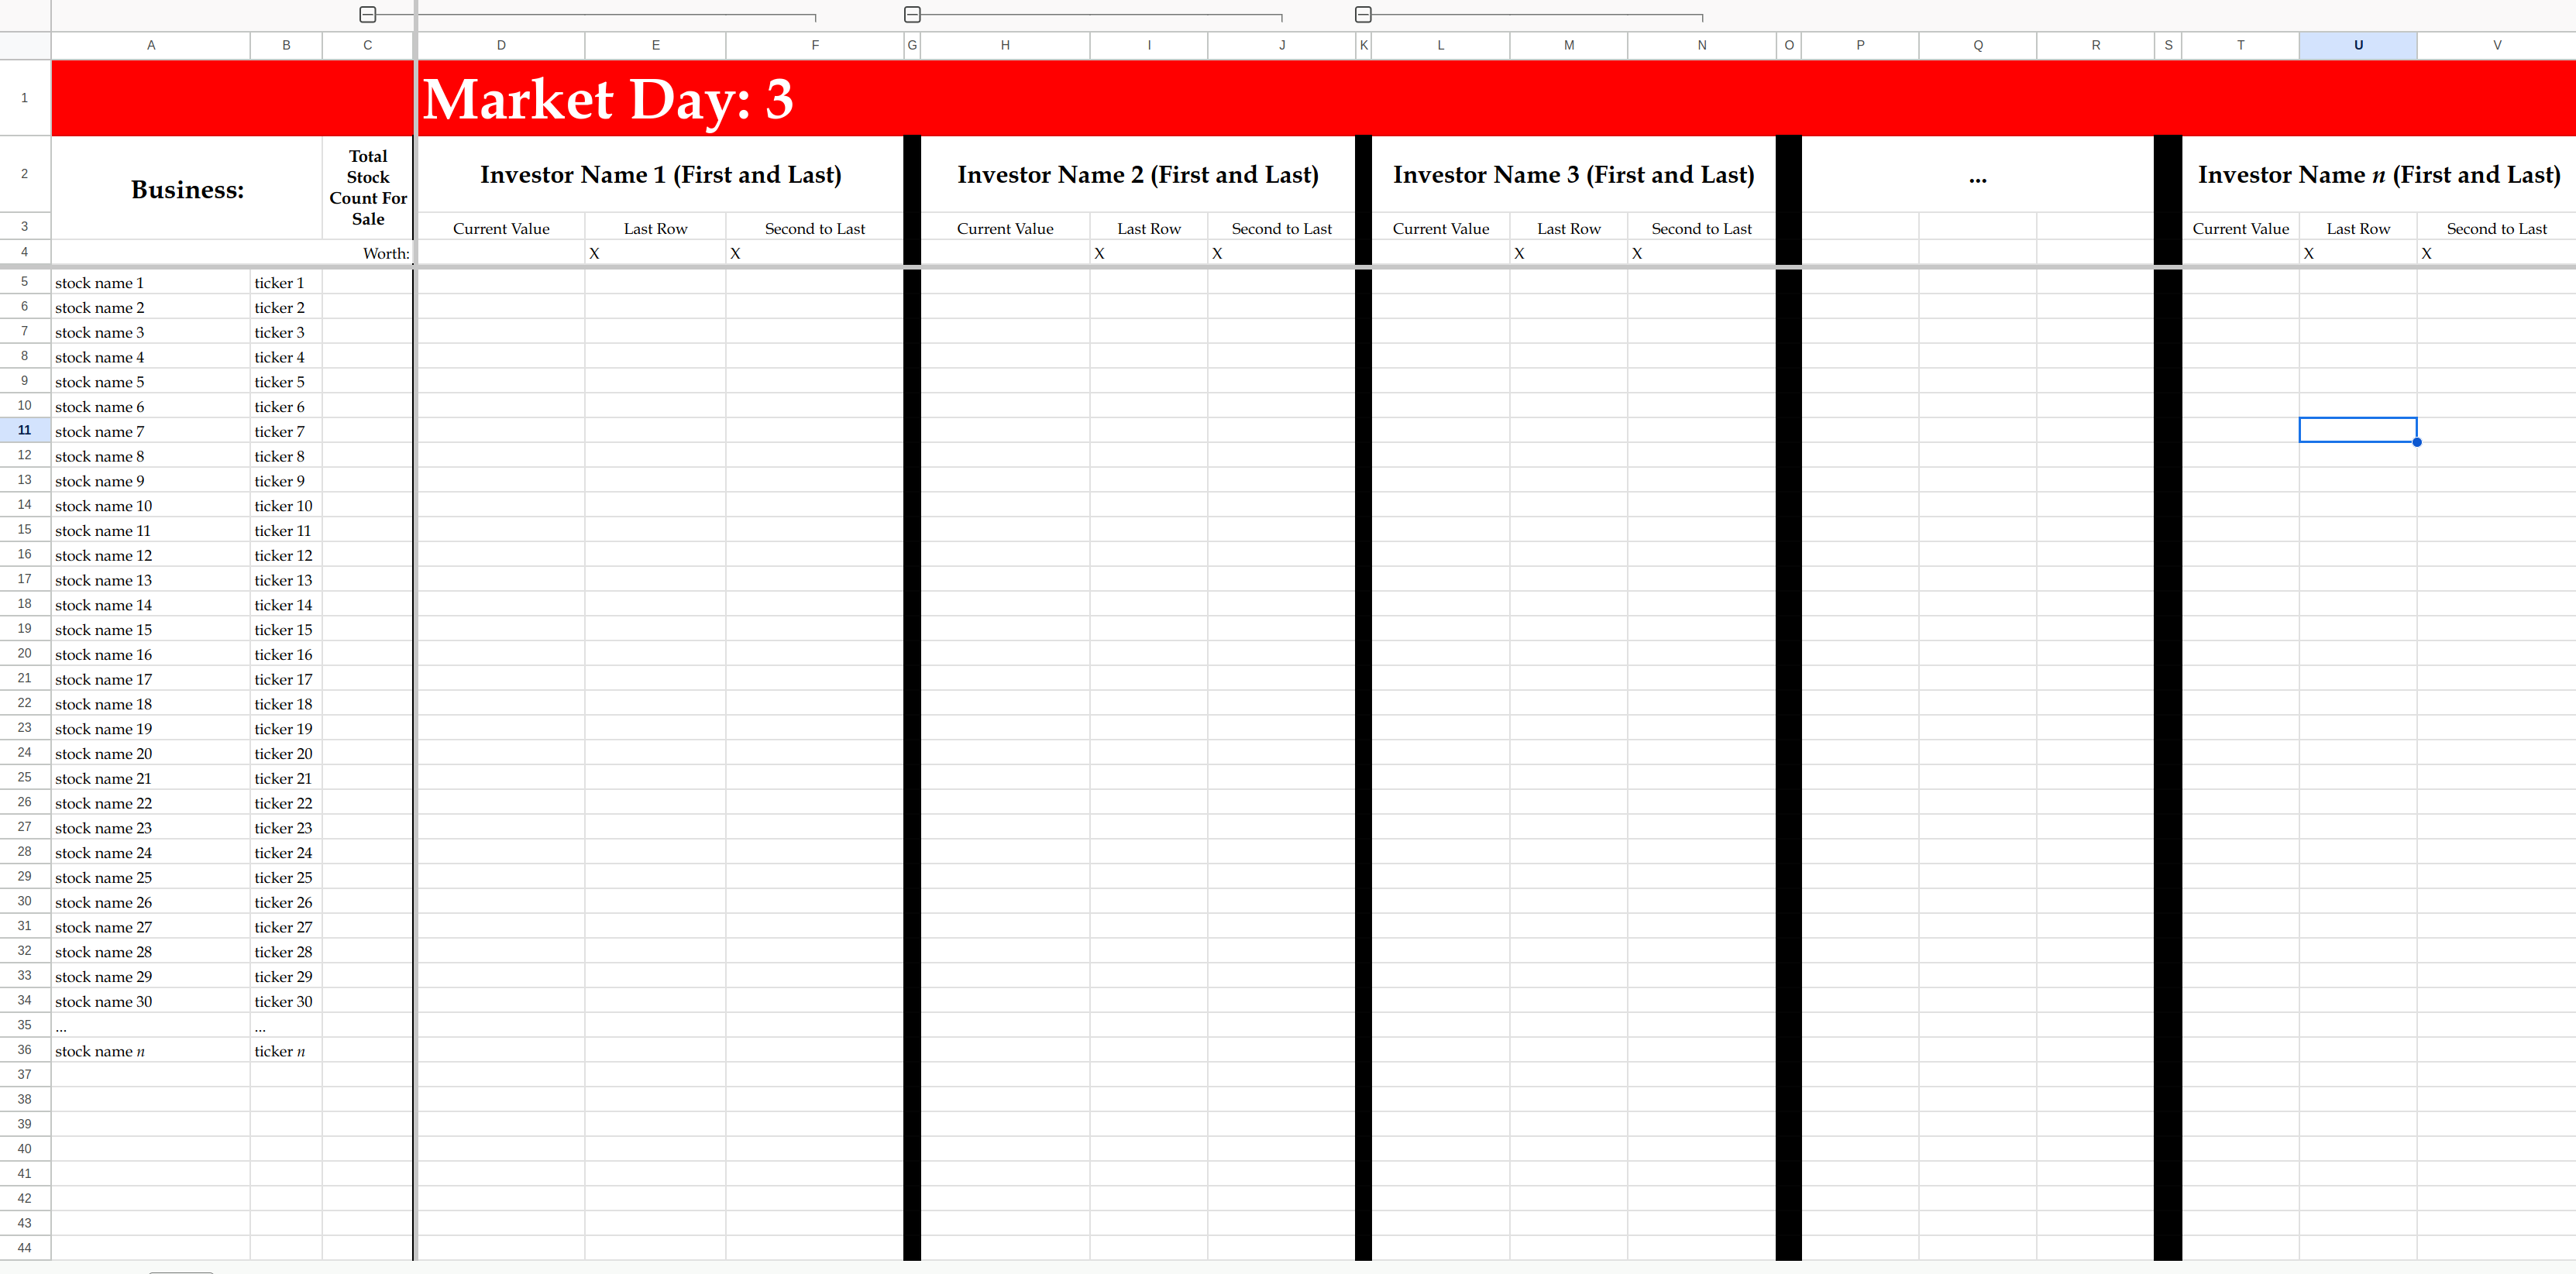 A B C D E F G H I J K L M N O P Q R S T U V
1 Market Day: 3
2 Business: Total Stock Count For Sale Investor Name 1 (First and Last) Investor Name 2 (First and Last) Investor Name 3 (First and Last) ... Investor Name n (First and Last)
3 Current Value Last Row Second to Last Current Value Last Row Second to Last Current Value Last Row Second to Last Current Value Last Row Second to Last
4 Worth: X X X X X X X X
5 stock name 1 ticker 1
6 stock name 2 ticker 2
7 stock name 3 ticker 3
8 stock name 4 ticker 4
9 stock name 5 ticker 5
10 stock name 6 ticker 6
11 stock name 7 ticker 7
12 stock name 8 ticker 8
13 stock name 9 ticker 9
14 stock name 10 ticker 10
15 stock name 11 ticker 11
16 stock name 12 ticker 12
17 stock name 13 ticker 13
18 stock name 14 ticker 14
19 stock name 15 ticker 15
20 stock name 16 ticker 16
21 stock name 17 ticker 17
22 stock name 18 ticker 18
23 stock name 19 ticker 19
24 stock name 20 ticker 20
25 stock name 21 ticker 21
26 stock name 22 ticker 22
27 stock name 23 ticker 23
28 stock name 24 ticker 24
29 stock name 25 ticker 25
30 stock name 26 ticker 26
31 stock name 27 ticker 27
32 stock name 28 ticker 28
33 stock name 29 ticker 29
34 stock name 30 ticker 30
35 ... ...
36 stock name n ticker n
37
38
39
40
41
42
43
44